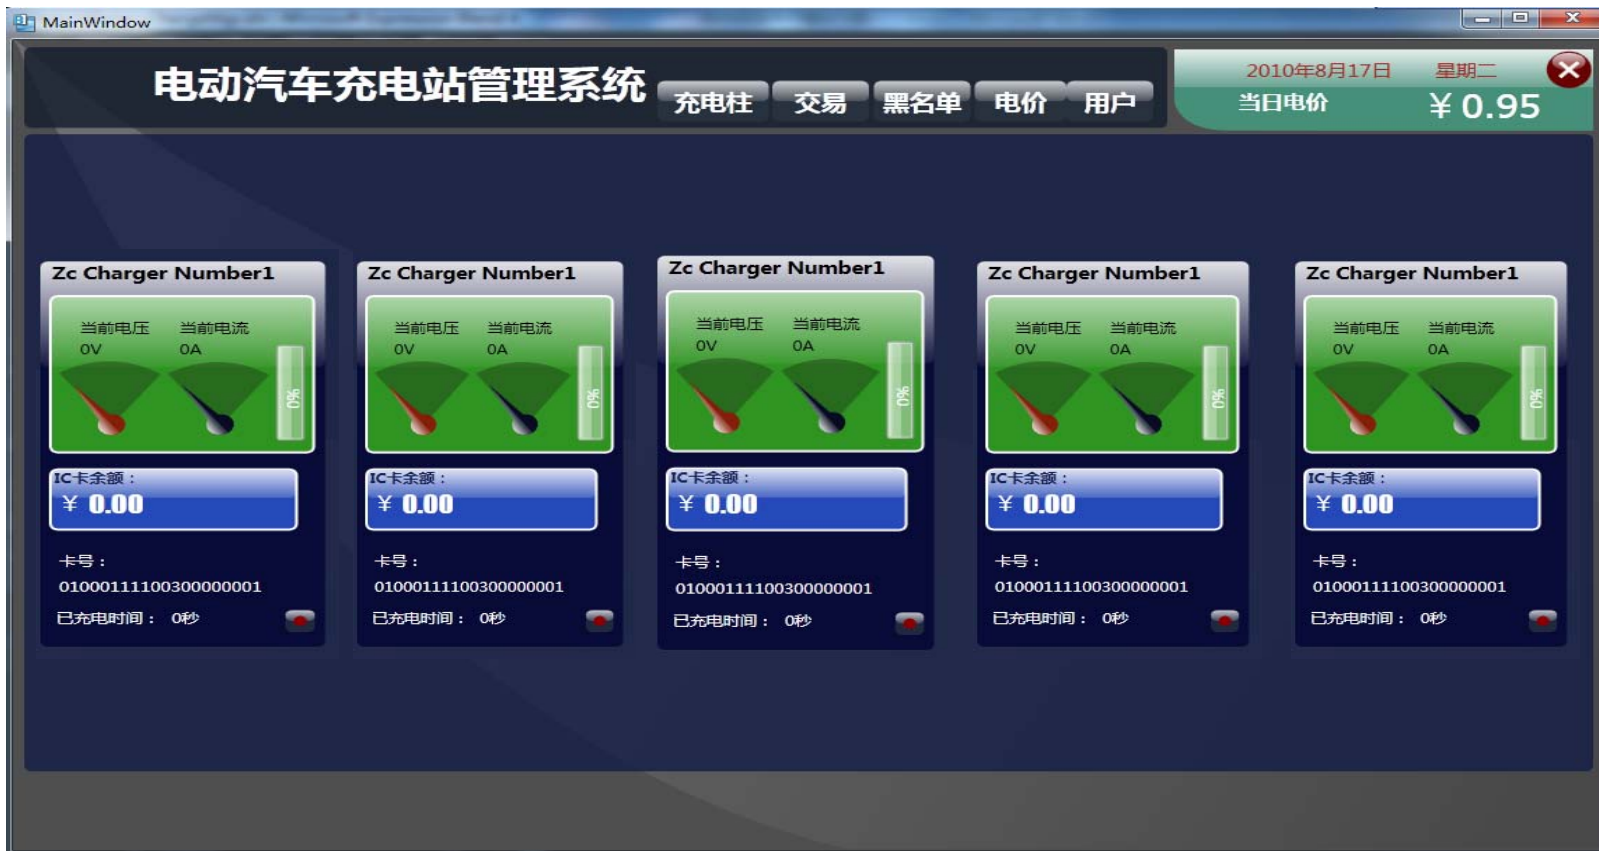 MainWindow
电动汽车充电站管理系统
充电柱 交易 黑名单 电价 用户
2010年8月17日 星期二
当日电价 ¥ 0.95
Zc Charger Number1
当前电压 当前电流
0V 0A
0%
IC卡余额：
¥ 0.00
卡号：
01000111100300000001
已充电时间： 0秒
Zc Charger Number1
当前电压 当前电流
0V 0A
0%
IC卡余额：
¥ 0.00
卡号：
01000111100300000001
已充电时间： 0秒
Zc Charger Number1
当前电压 当前电流
0V 0A
0%
IC卡余额：
¥ 0.00
卡号：
01000111100300000001
已充电时间： 0秒
Zc Charger Number1
当前电压 当前电流
0V 0A
0%
IC卡余额：
¥ 0.00
卡号：
01000111100300000001
已充电时间： 0秒
Zc Charger Number1
当前电压 当前电流
0V 0A
0%
IC卡余额：
¥ 0.00
卡号：
01000111100300000001
已充电时间： 0秒